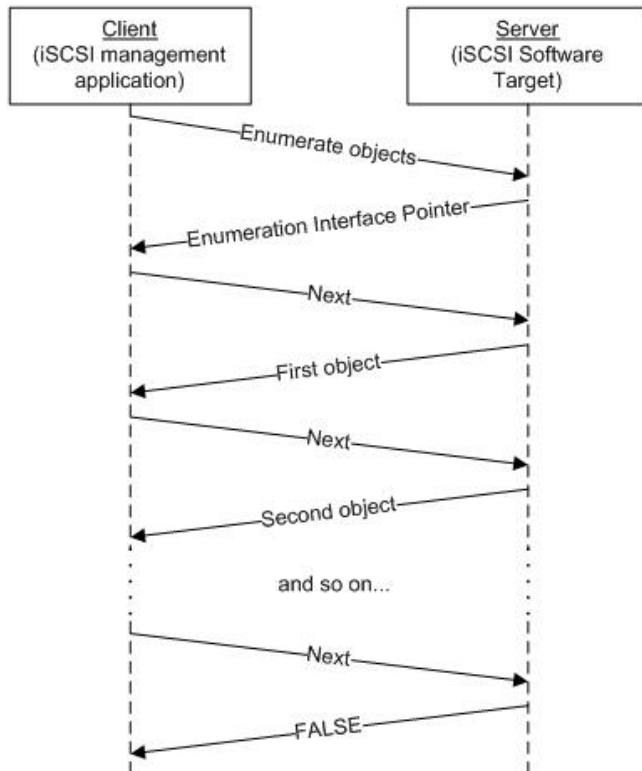 Client
(iSCSI management
application)
Server
(iSCSI Software
Target)
Enumerate objects
Enumeration Interface Pointer
Next
First object
Next
Second object
and so on...
Next
FALSE